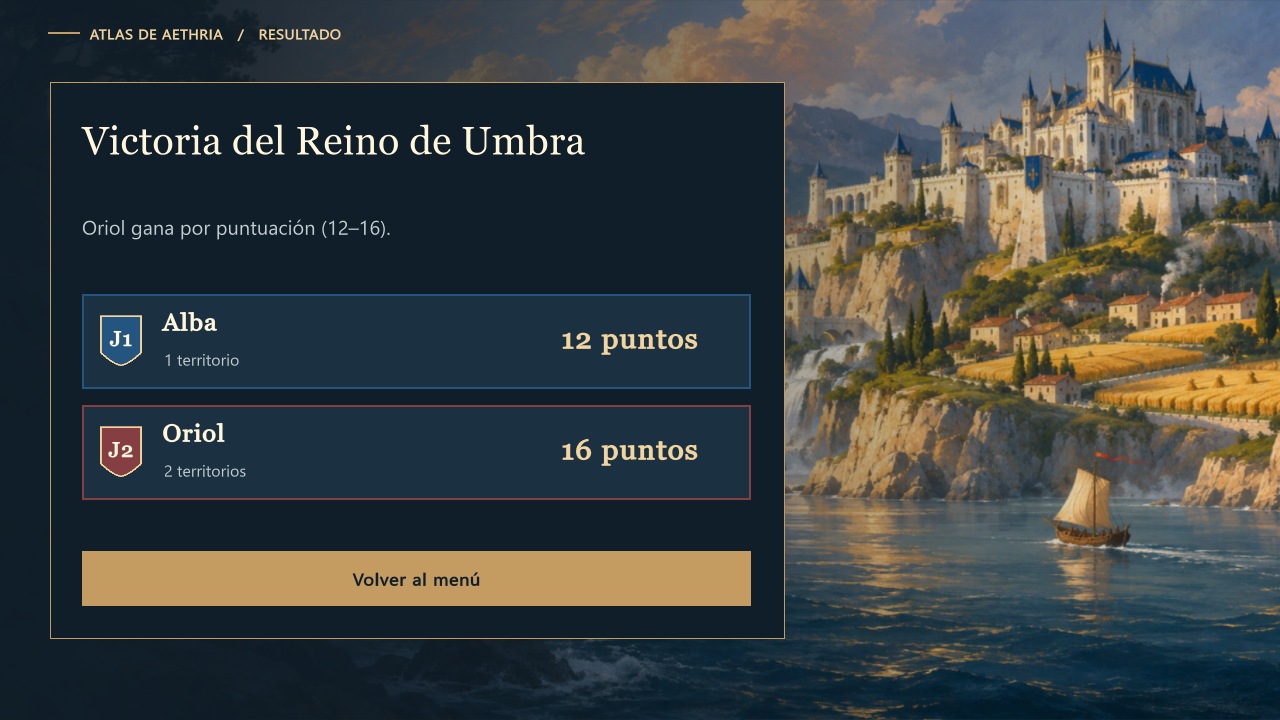 ATLAS DE AETHRIA / RESULTADO
Victoria del Reino de Umbra
Oriol gana por puntuación (12–16).
J1
Alba
1 territorio
12 puntos
J2
Oriol
2 territorios
16 puntos
Volver al menú